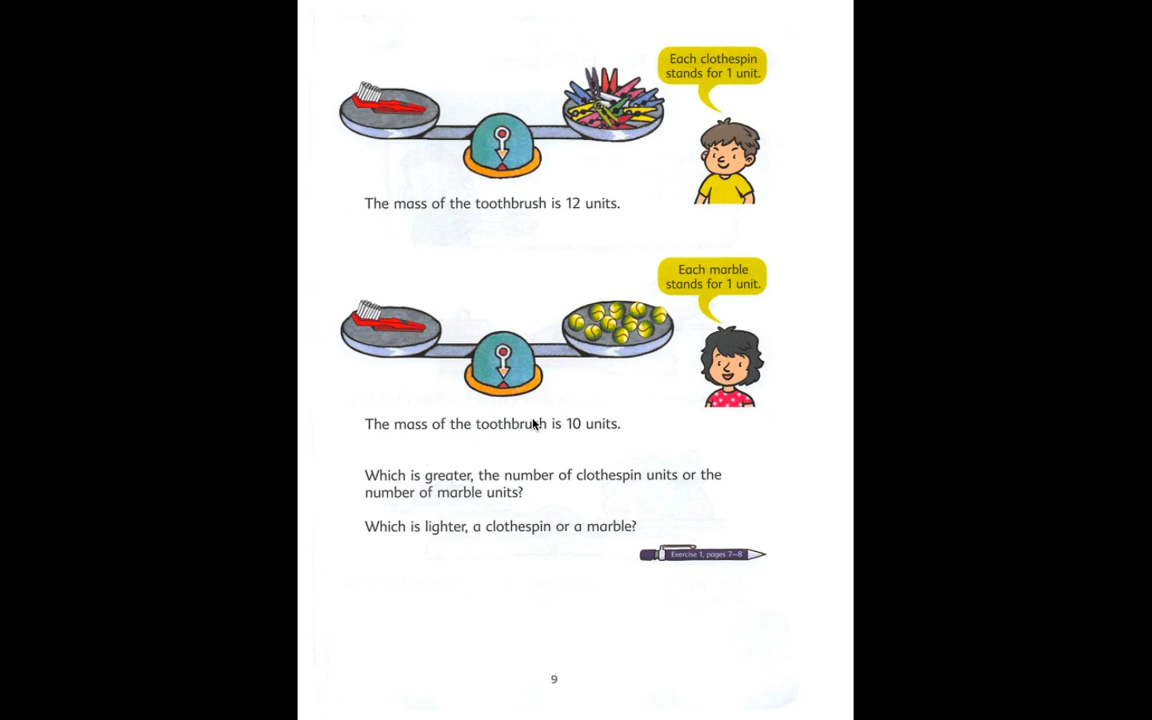 Each clothespin
stands for 1 unit.
The mass of the toothbrush is 12 units.
Each marble
stands for 1 unit.
The mass of the toothbrush is 10 units.
Which is greater, the number of clothespin units or the
number of marble units?
Which is lighter, a clothespin or a marble?
Exercise 1, pages 7–8
9